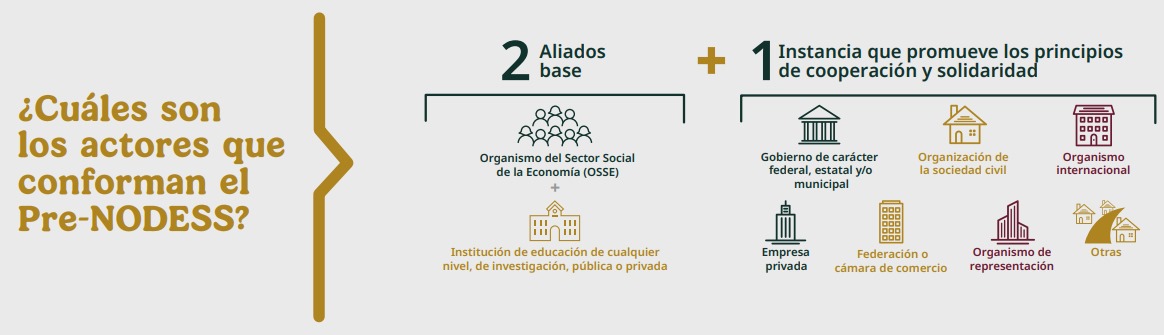 ¿Cuáles son
los actores que
conforman el
Pre-NODESS?
2 Aliados
base
+
1 Instancia que promueve los principios
de cooperación y solidaridad
Organismo del Sector Social
de la Economía (OSSE)
+
Institución de educación de cualquier
nivel, de investigación, pública o privada
Gobierno de carácter
federal, estatal y/o
municipal
Organización de
la sociedad civil
Organismo
internacional
Empresa
privada
Federación o
cámara de comercio
Organismo de
representación
Otras